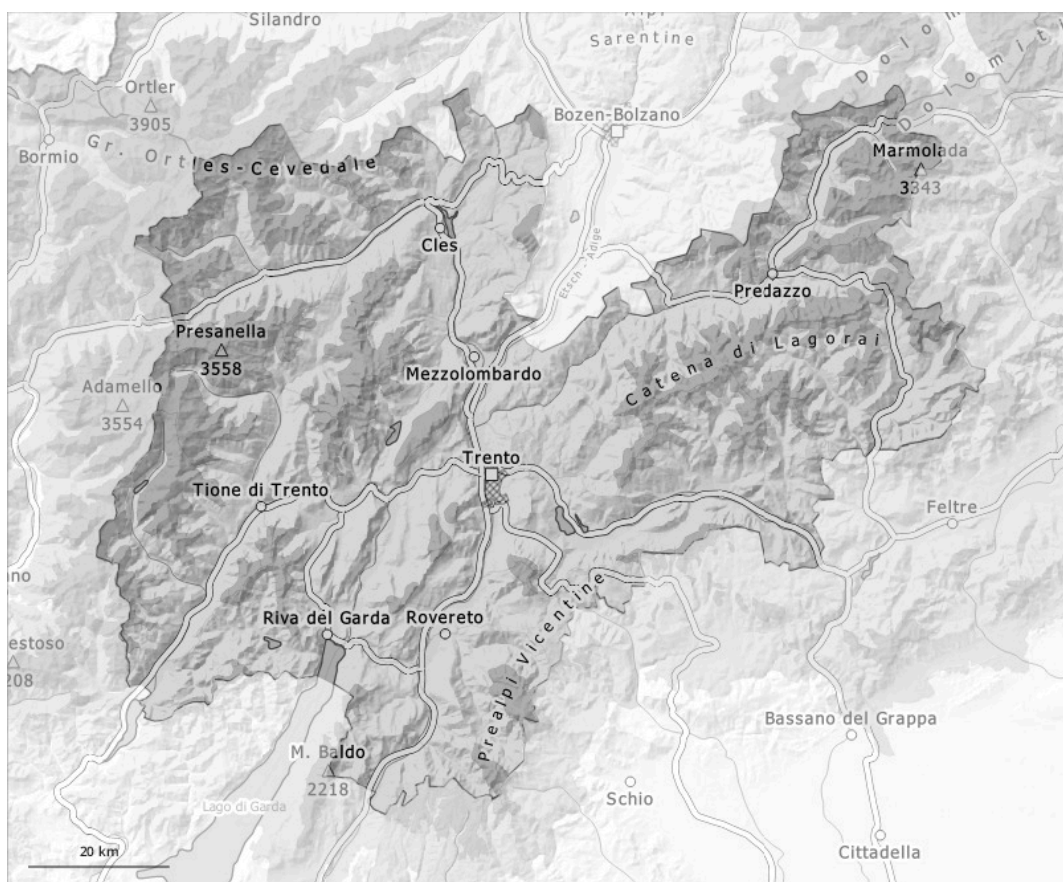 Silandro
Sarentine
Dolo
Dolomit
Ortler
3905
Bozen-Bolzano
Bormio
Gr. Ortles-Cevedale
Marmolada
3343
Cles
Etsch - Adige
Predazzo
Presanella
3558
Catena di Lagorai
Mezzolombardo
Adamello
3554
Trento
Tione di Trento
Feltre
Riva del Garda
Rovereto
Prealpi Vicentine
Bassano del Grappa
M. Baldo
2218
Lago di Garda
Schio
20 km
Cittadella